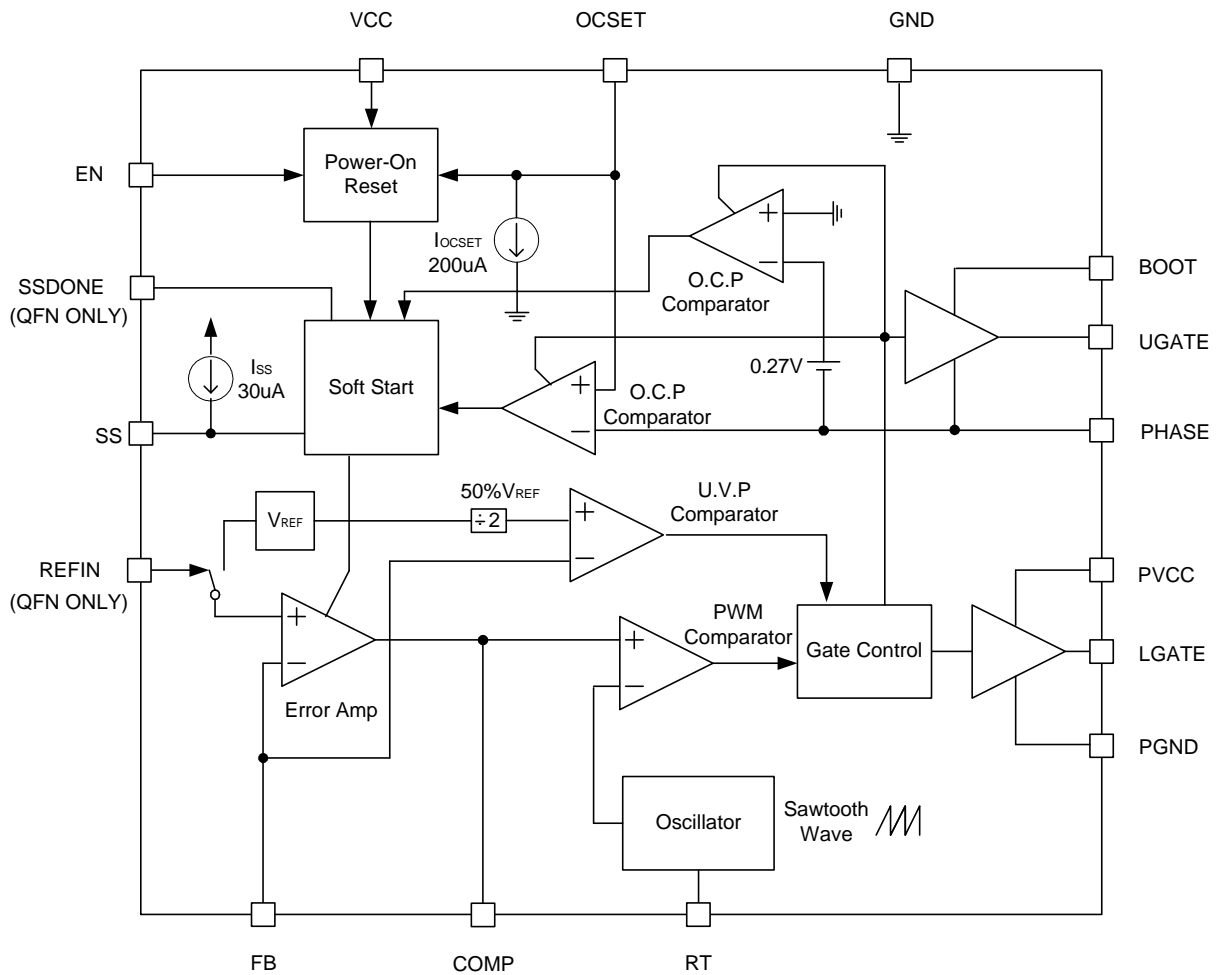 VCC
OCSET
GND
EN
Power-On
Reset
IOCSET
200uA
+
−
O.C.P
Comparator
SSDONE
(QFN ONLY)
BOOT
ISS
30uA
Soft Start
+
−
O.C.P
Comparator
0.27V
UGATE
SS
PHASE
VREF
50%VREF
÷2
+
−
U.V.P
Comparator
REFIN
(QFN ONLY)
+
−
Error Amp
+
−
PWM
Comparator
Gate Control
PVCC
LGATE
PGND
Oscillator
Sawtooth
Wave
FB
COMP
RT